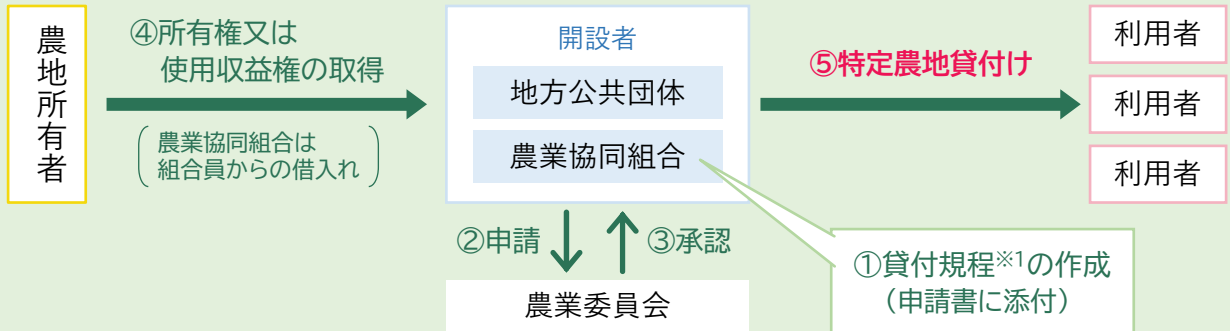 農地所有者
④所有権又は
使用収益権の取得
農業協同組合は
組合員からの借入れ
開設者
地方公共団体
農業協同組合
⑤特定農地貸付け
利用者
利用者
利用者
②申請
③承認
農業委員会
①貸付規程※1の作成
（申請書に添付）